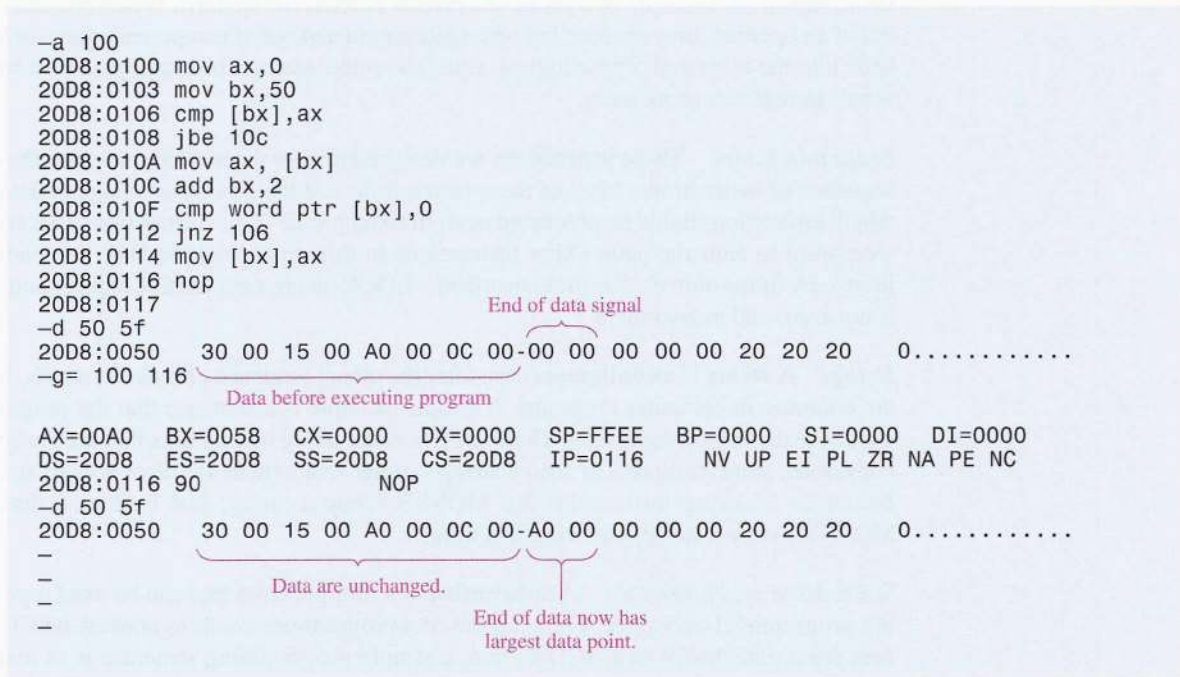 —a 100
20D8:0100 mov ax,0
20D8:0103 mov bx,50
20D8:0106 cmp [bx],ax
20D8:0108 jbe 10c
20D8:010A mov ax, [bx]
20D8:010C add bx,2
20D8:010F cmp word ptr [bx],0
20D8:0112 jnz 106
20D8:0114 mov [bx],ax
20D8:0116 nop
20D8:0117
End of data signal
—d 50 5f
20D8:0050 30 00 15 00 A0 00 0C 00-00 00 00 00 00 20 20 20 0............
—g= 100 116
Data before executing program
AX=00A0 BX=0058 CX=0000 DX=0000 SP=FFEE BP=0000 SI=0000 DI=0000
DS=20D8 ES=20D8 SS=20D8 CS=20D8 IP=0116 NV UP EI PL ZR NA PE NC
20D8:0116 90 NOP
—d 50 5f
20D8:0050 30 00 15 00 A0 00 0C 00-A0 00 00 00 00 20 20 20 0............
—
Data are unchanged.
—
End of data now has
—
largest data point.
—